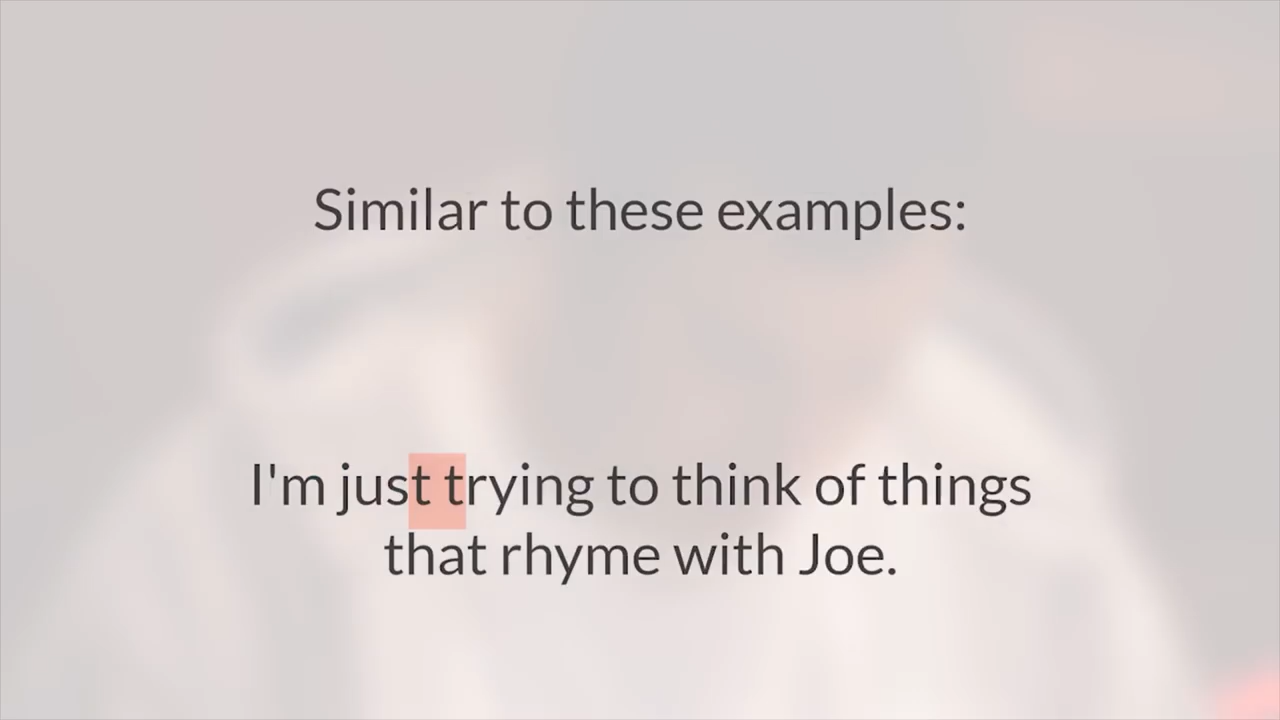 Similar to these examples:
I'm just trying to think of things
that rhyme with Joe.